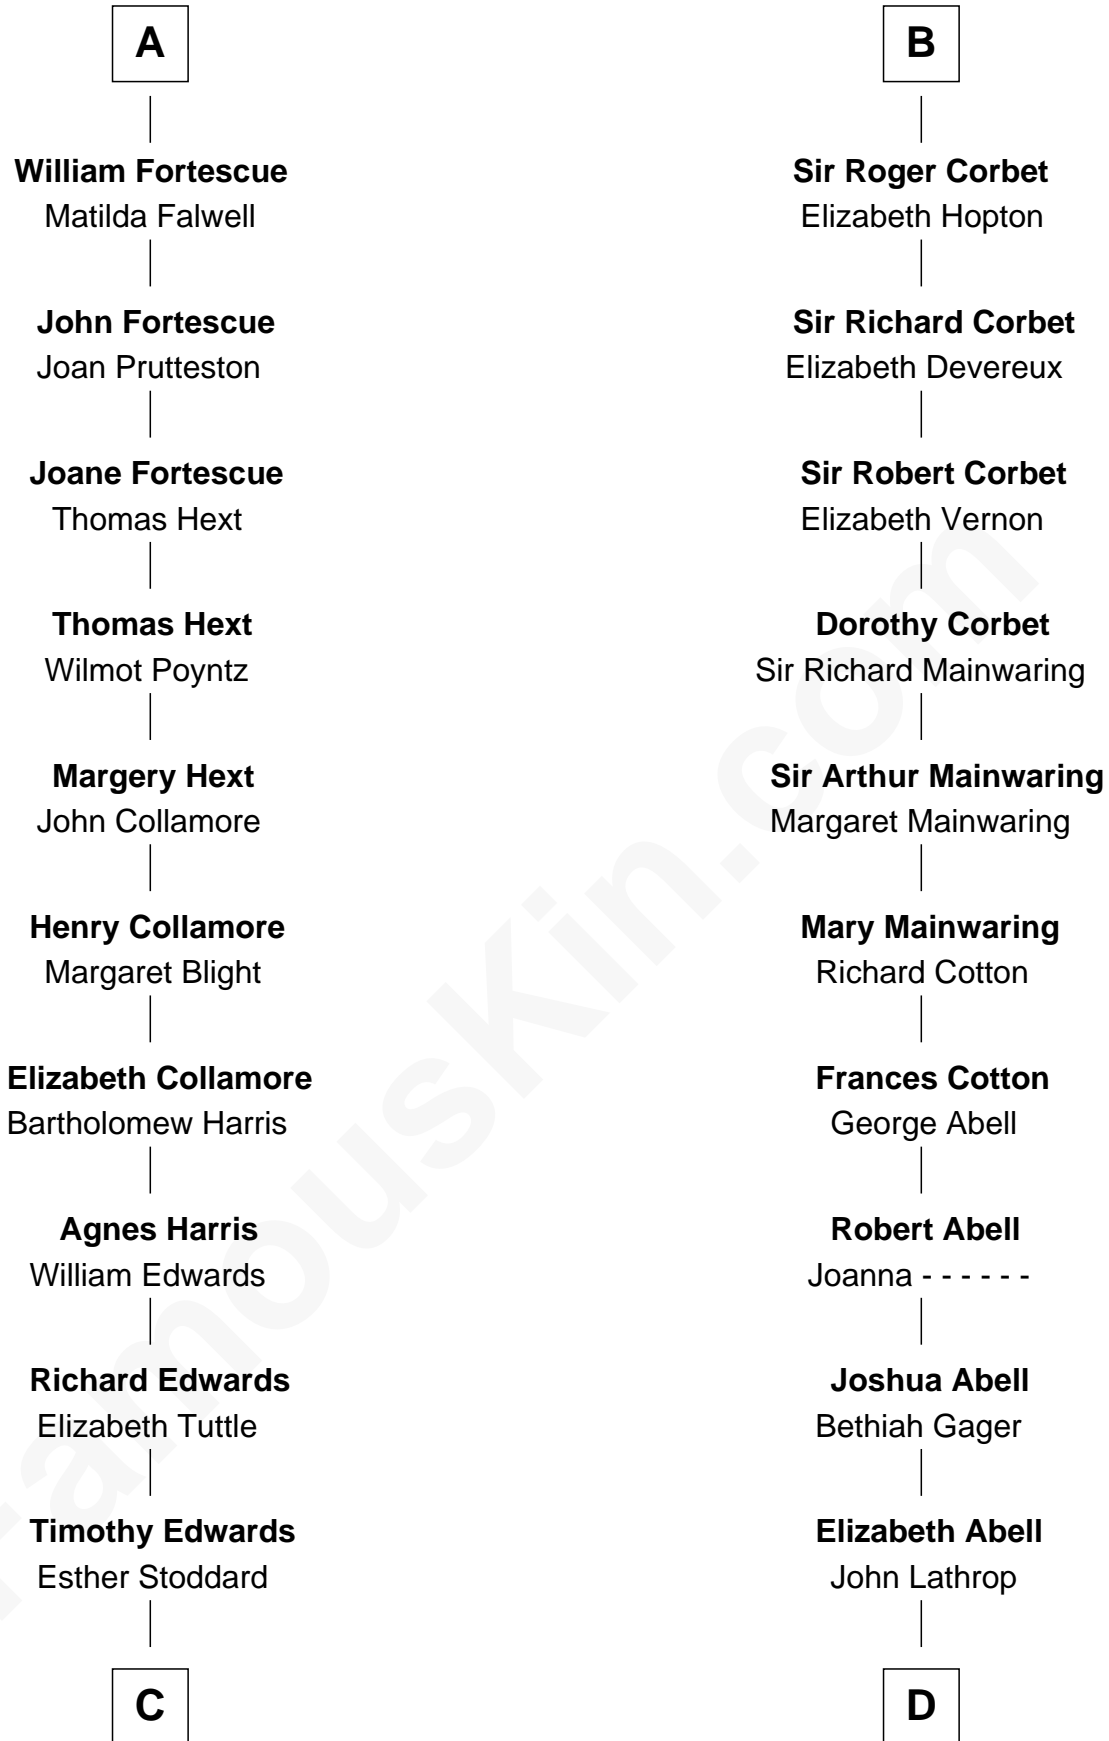 A
William Fortescue
Matilda Falwell
John Fortescue
Joan Prutteston
Joane Fortescue
Thomas Hext
Thomas Hext
Wilmot Poyntz
Margery Hext
John Collamore
Henry Collamore
Margaret Blight
Elizabeth Collamore
Bartholomew Harris
Agnes Harris
William Edwards
Richard Edwards
Elizabeth Tuttle
Timothy Edwards
Esther Stoddard
C
B
Sir Roger Corbet
Elizabeth Hopton
Sir Richard Corbet
Elizabeth Devereux
Sir Robert Corbet
Elizabeth Vernon
Dorothy Corbet
Sir Richard Mainwaring
Sir Arthur Mainwaring
Margaret Mainwaring
Mary Mainwaring
Richard Cotton
Frances Cotton
George Abell
Robert Abell
Joanna - - - - - -
Joshua Abell
Bethiah Gager
Elizabeth Abell
John Lathrop
D
FamousKin.com